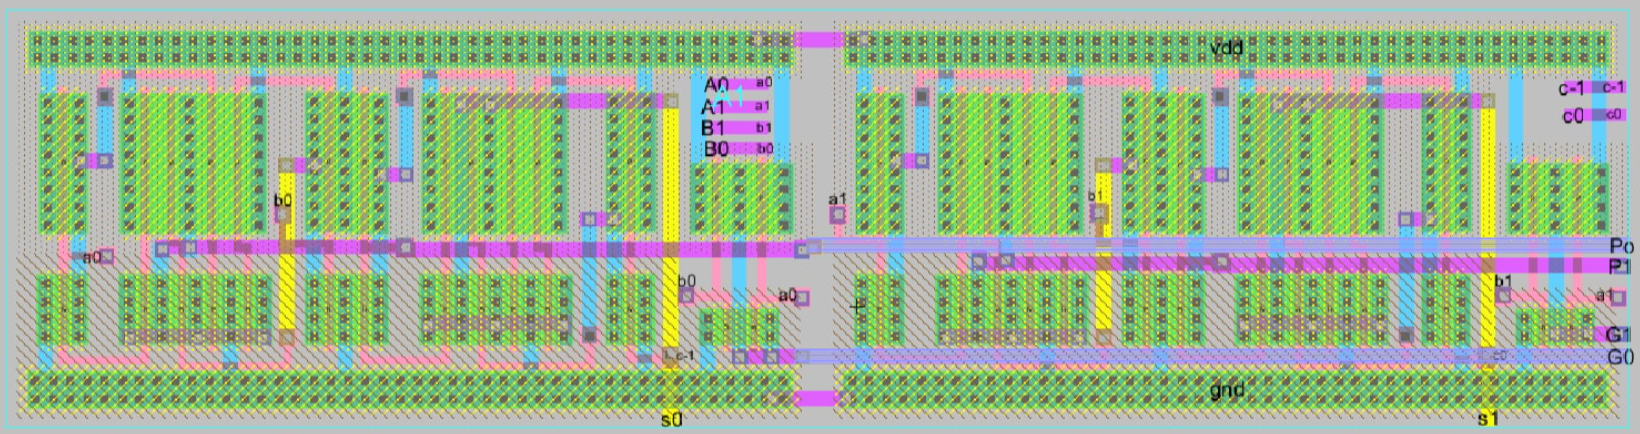 vdd
A0 a0
c-1 c-1
A1 a1
B1 b1
c0 c0
B0 b0
b0
a1
b1
Po
a0
P1
b0
a0
b1
a1
G1
c-1
c0
G0
gnd
s0
s1